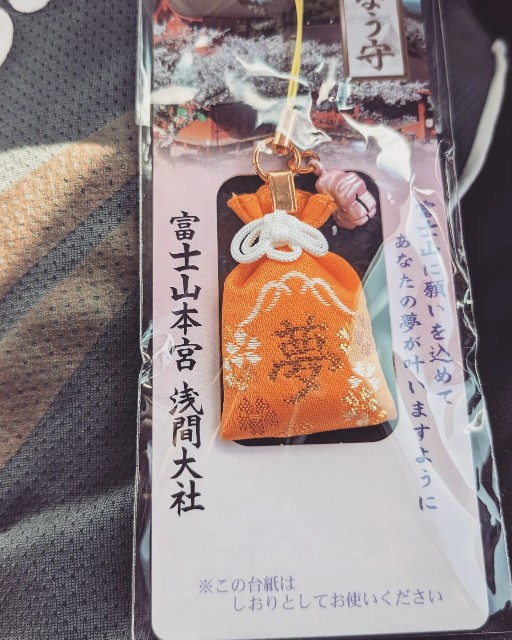 う守
富士山に願いを込めて
あなたの夢が叶いますように
夢
富士山本宮 浅間大社
※この台紙は
しおりとしてお使いください